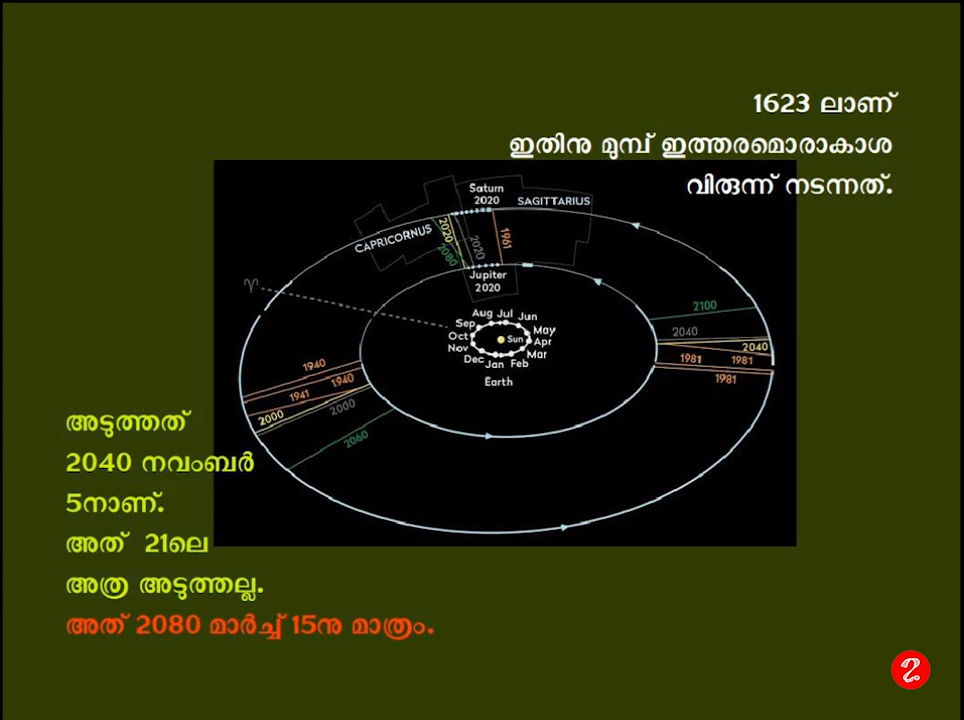 1623 ലാണ്
ഇതിനു മുമ്പ് ഇത്തരമൊരാകാശ
വിരുന്ന് നടന്നത്.
Saturn
2020
SAGITTARIUS
CAPRICORNUS
2020
2080
2020
1961
Jupiter
2020
♈
Aug Jul Jun
Sep May
Oct Sun Apr
Nov Mar
Dec Jan Feb
Earth
2100
2040
2040
1981 1981
1981
1940
1940
1941
2000
2000
2060
അടുത്തത്
2040 നവംബർ
5നാണ്.
അത് 21ലെ
അത്ര അടുത്തല്ല.
അത് 2080 മാർച്ച് 15നു മാത്രം.